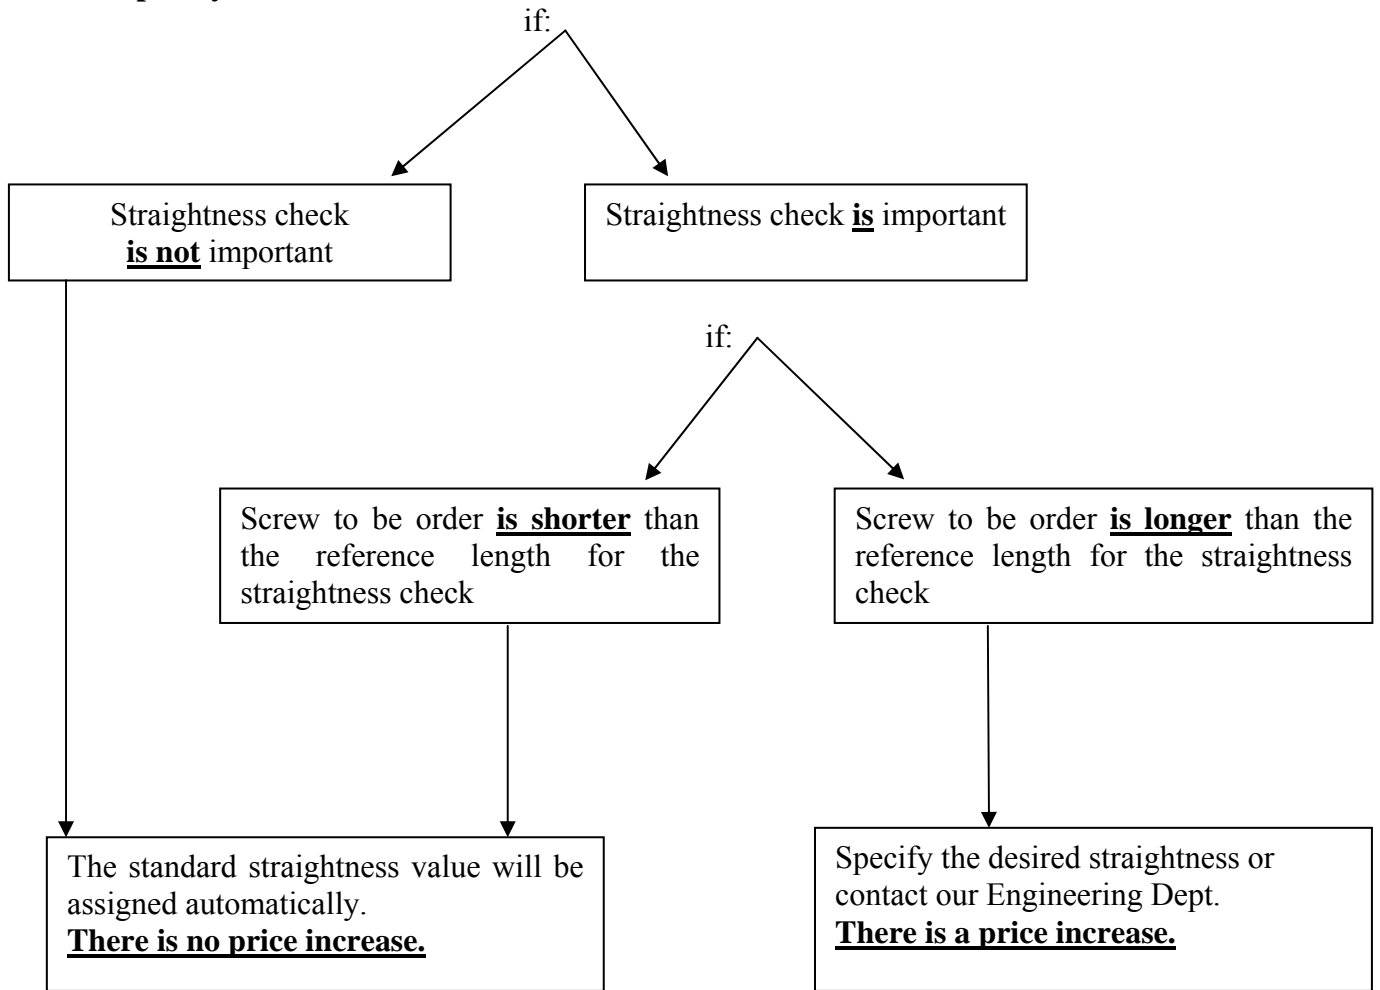 if:
Straightness check
is not important
Straightness check is important
if:
Screw to be order is shorter than
the reference length for the
straightness check
Screw to be order is longer than the
reference length for the straightness
check
The standard straightness value will be
assigned automatically.
There is no price increase.
Specify the desired straightness or
contact our Engineering Dept.
There is a price increase.